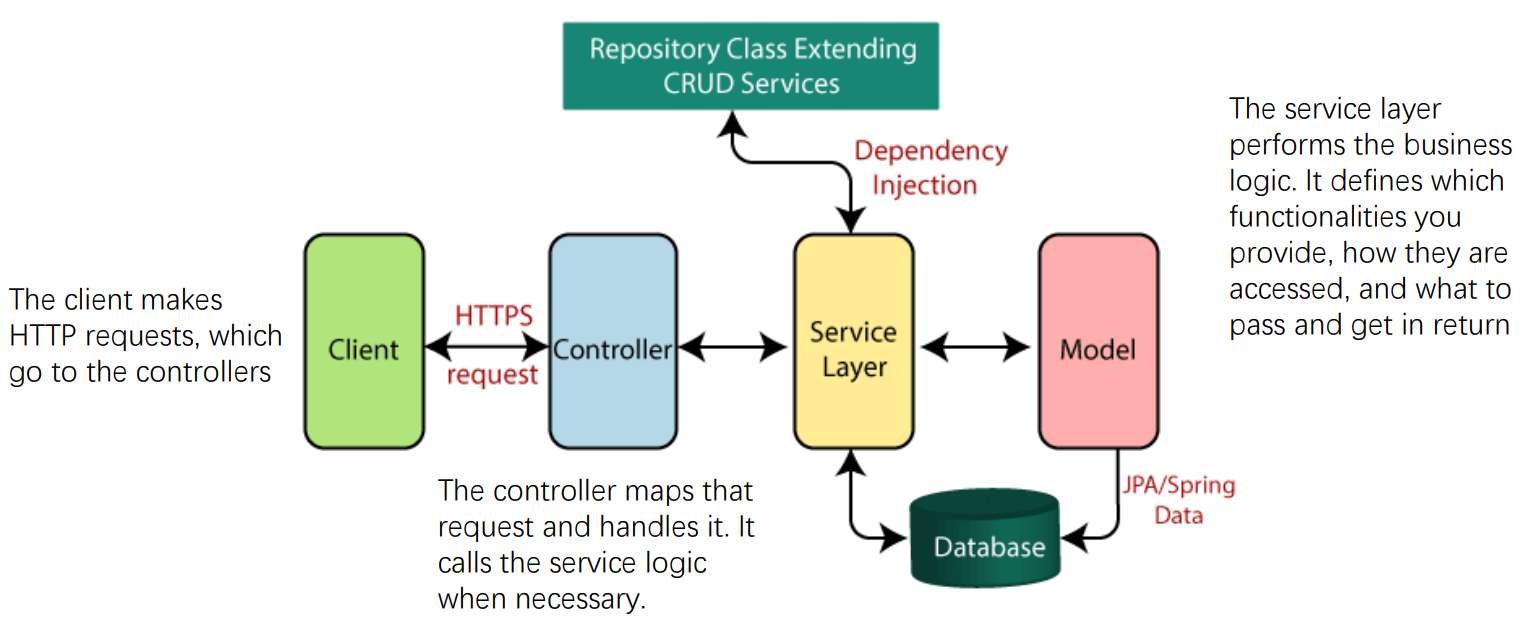 Repository Class Extending
CRUD Services
Dependency
Injection
The service layer
performs the business
logic. It defines which
functionalities you
provide, how they are
accessed, and what to
pass and get in return
The client makes
HTTP requests, which
go to the controllers
Client
HTTPS
request
Controller
Service
Layer
Model
The controller maps that
request and handles it. It
calls the service logic
when necessary.
JPA/Spring
Data
Database